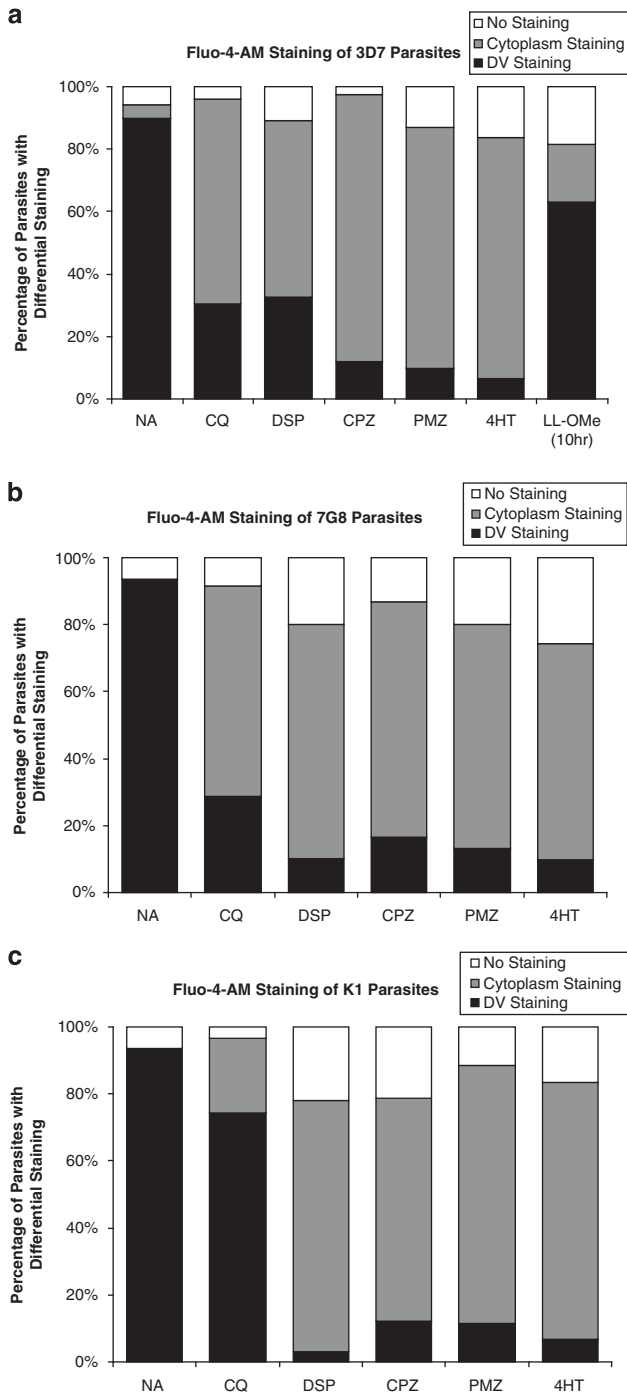 a
Fluo-4-AM Staining of 3D7 Parasites
No Staining
Cytoplasm Staining
DV Staining
Percentage of Parasites with
Differential Staining
100%
80%
60%
40%
20%
0%
NA CQ DSP CPZ PMZ 4HT LL-OMe
(10hr)
b
Fluo-4-AM Staining of 7G8 Parasites
No Staining
Cytoplasm Staining
DV Staining
Percentage of Parasites with
Differential Staining
100%
80%
60%
40%
20%
0%
NA CQ DSP CPZ PMZ 4HT
c
Fluo-4-AM Staining of K1 Parasites
No Staining
Cytoplasm Staining
DV Staining
Percentage of Parasites with
Differential Staining
100%
80%
60%
40%
20%
0%
NA CQ DSP CPZ PMZ 4HT